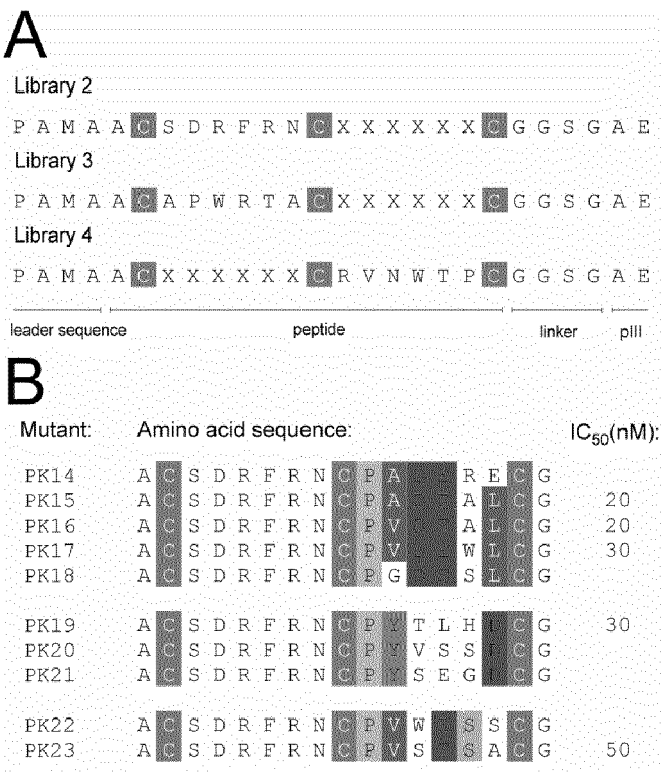 A
Library 2
P A M A A C S D R F R N C X X X X X X C G G S G A E
Library 3
P A M A A C A P W R T A C X X X X X X C G G S G A E
Library 4
P A M A A C X X X X X X C R V N W T P C G G S G A E
leader sequence peptide linker pIII
B
Mutant: Amino acid sequence: IC50(nM):
PK14 A C S D R F R N C P A R E C G
PK15 A C S D R F R N C P A A L C G 20
PK16 A C S D R F R N C P V A L C G 20
PK17 A C S D R F R N C P V W L C G 30
PK18 A C S D R F R N C P G S L C G
PK19 A C S D R F R N C P Y T L H C G 30
PK20 A C S D R F R N C P Y V S S C G
PK21 A C S D R F R N C P Y S E G C G
PK22 A C S D R F R N C P V W S S C G
PK23 A C S D R F R N C P V S S A C G 50